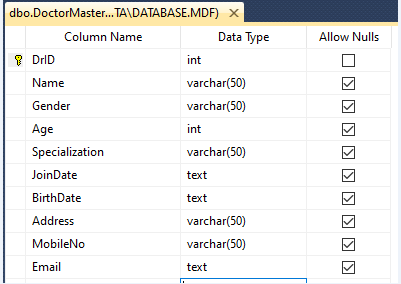 dbo.DoctorMaster...TA\DATABASE.MDF)
Column Name Data Type Allow Nulls
DrID int
Name varchar(50)
Gender varchar(50)
Age int
Specialization varchar(50)
JoinDate text
BirthDate text
Address varchar(50)
MobileNo varchar(50)
Email text